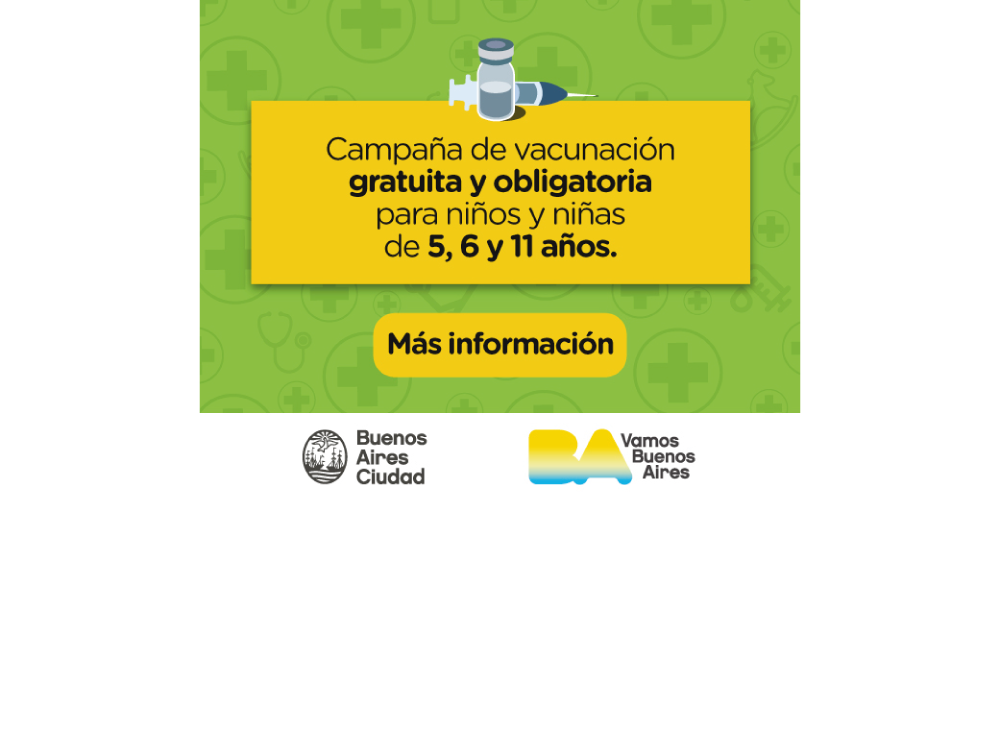 Campaña de vacunación
gratuita y obligatoria
para niños y niñas
de 5, 6 y 11 años.
Más información
Buenos
Aires
Ciudad
BA
Vamos
Buenos
Aires